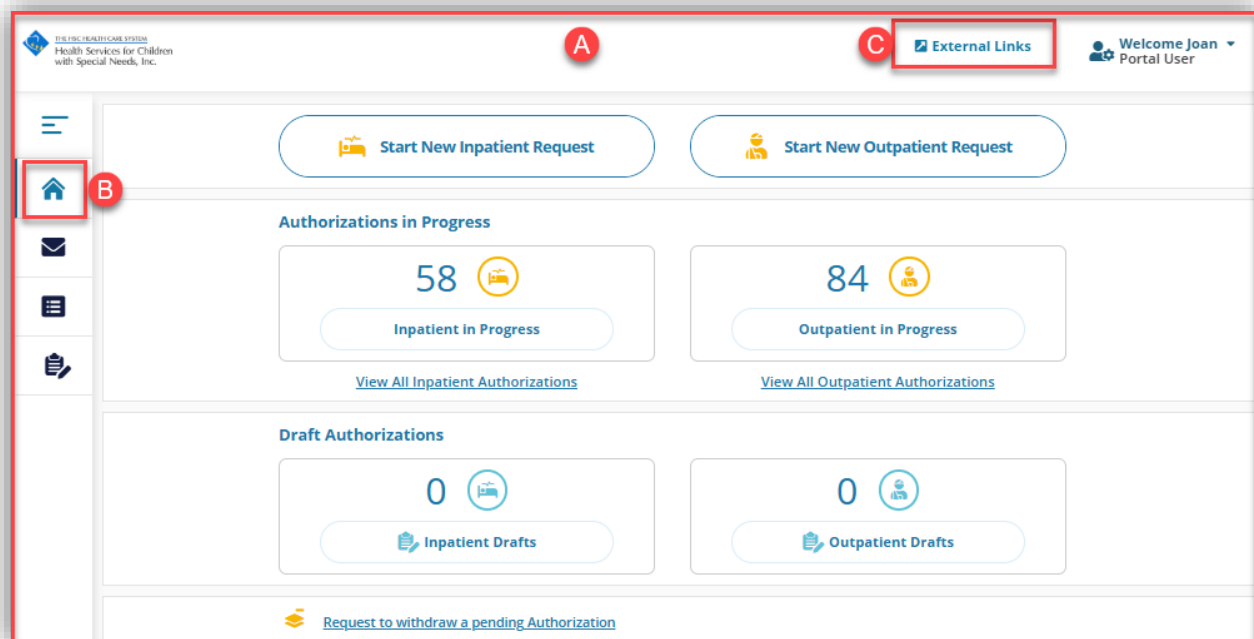 THE HSC HEALTH CARE SYSTEM
Health Services for Children
with Special Needs, Inc.
A
C
External Links
Welcome Joan
Portal User
Start New Inpatient Request
Start New Outpatient Request
B
Authorizations in Progress
58
84
Inpatient in Progress
Outpatient in Progress
View All Inpatient Authorizations
View All Outpatient Authorizations
Draft Authorizations
0
0
Inpatient Drafts
Outpatient Drafts
Request to withdraw a pending Authorization